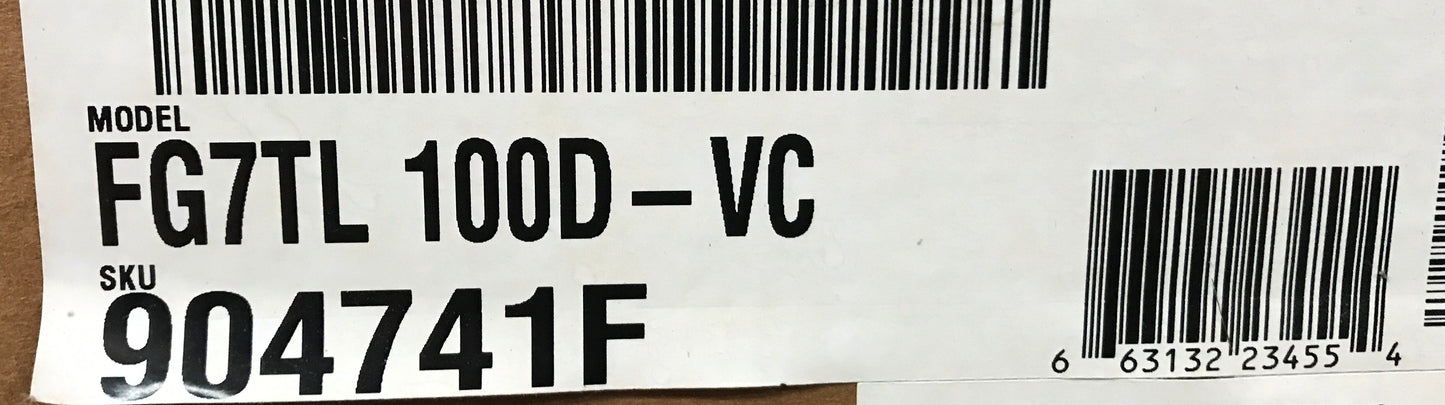 MODEL
FG7TL 100D-VC
SKU
904741F
6 63132 23455 4